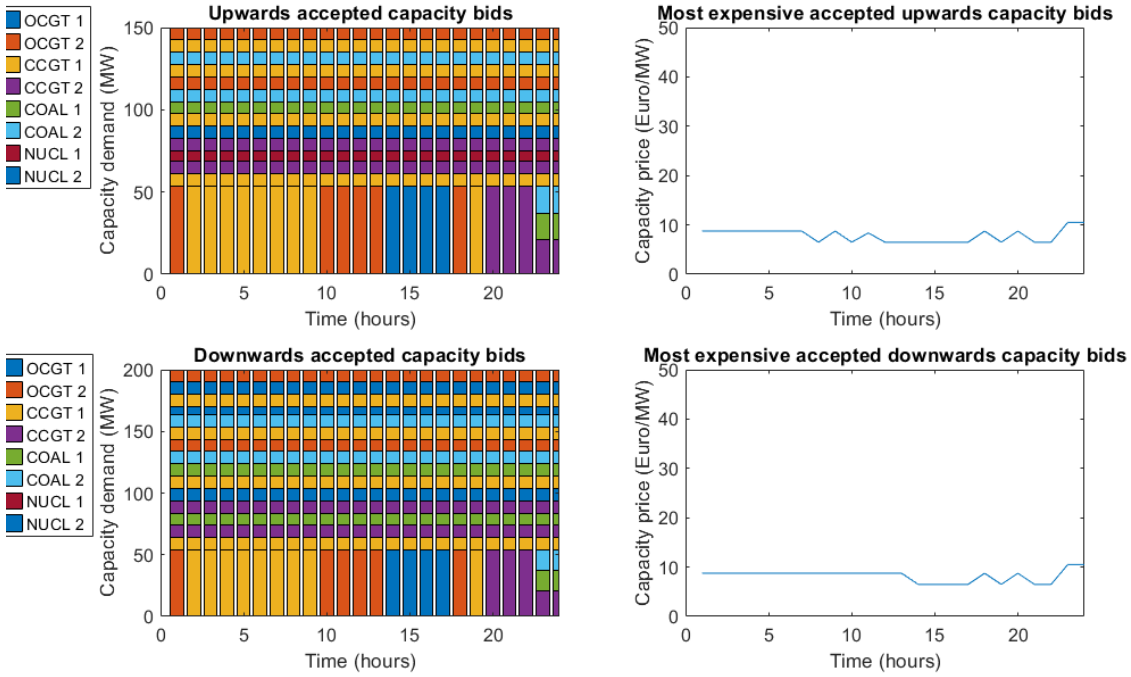 Upwards accepted capacity bids
OCGT 1
OCGT 2
CCGT 1
CCGT 2
COAL 1
COAL 2
NUCL 1
NUCL 2
Capacity demand (MW)
150
100
50
0
0 5 10 15 20
Time (hours)
Most expensive accepted upwards capacity bids
Capacity price (Euro/MW)
50
40
30
20
10
0
0 5 10 15 20
Time (hours)
Downwards accepted capacity bids
OCGT 1
OCGT 2
CCGT 1
CCGT 2
COAL 1
COAL 2
NUCL 1
NUCL 2
Capacity demand (MW)
200
150
100
50
0
0 5 10 15 20
Time (hours)
Most expensive accepted downwards capacity bids
Capacity price (Euro/MW)
50
40
30
20
10
0
0 5 10 15 20
Time (hours)